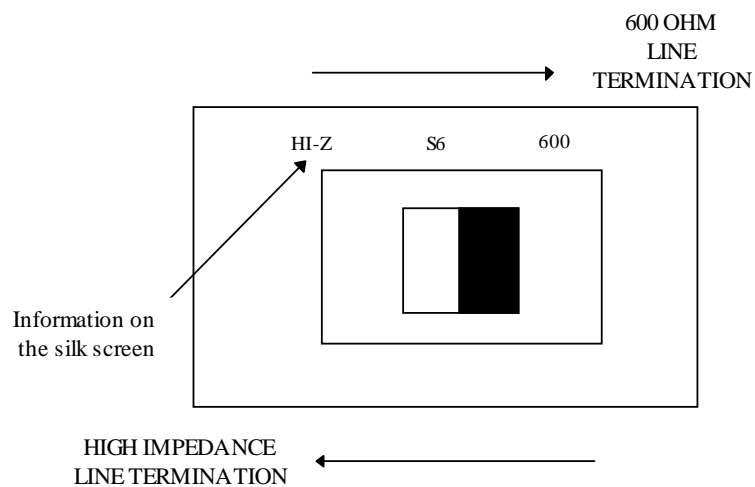 600 OHM
LINE
TERMINATION
HI-Z S6 600
Information on
the silk screen
HIGH IMPEDANCE
LINE TERMINATION